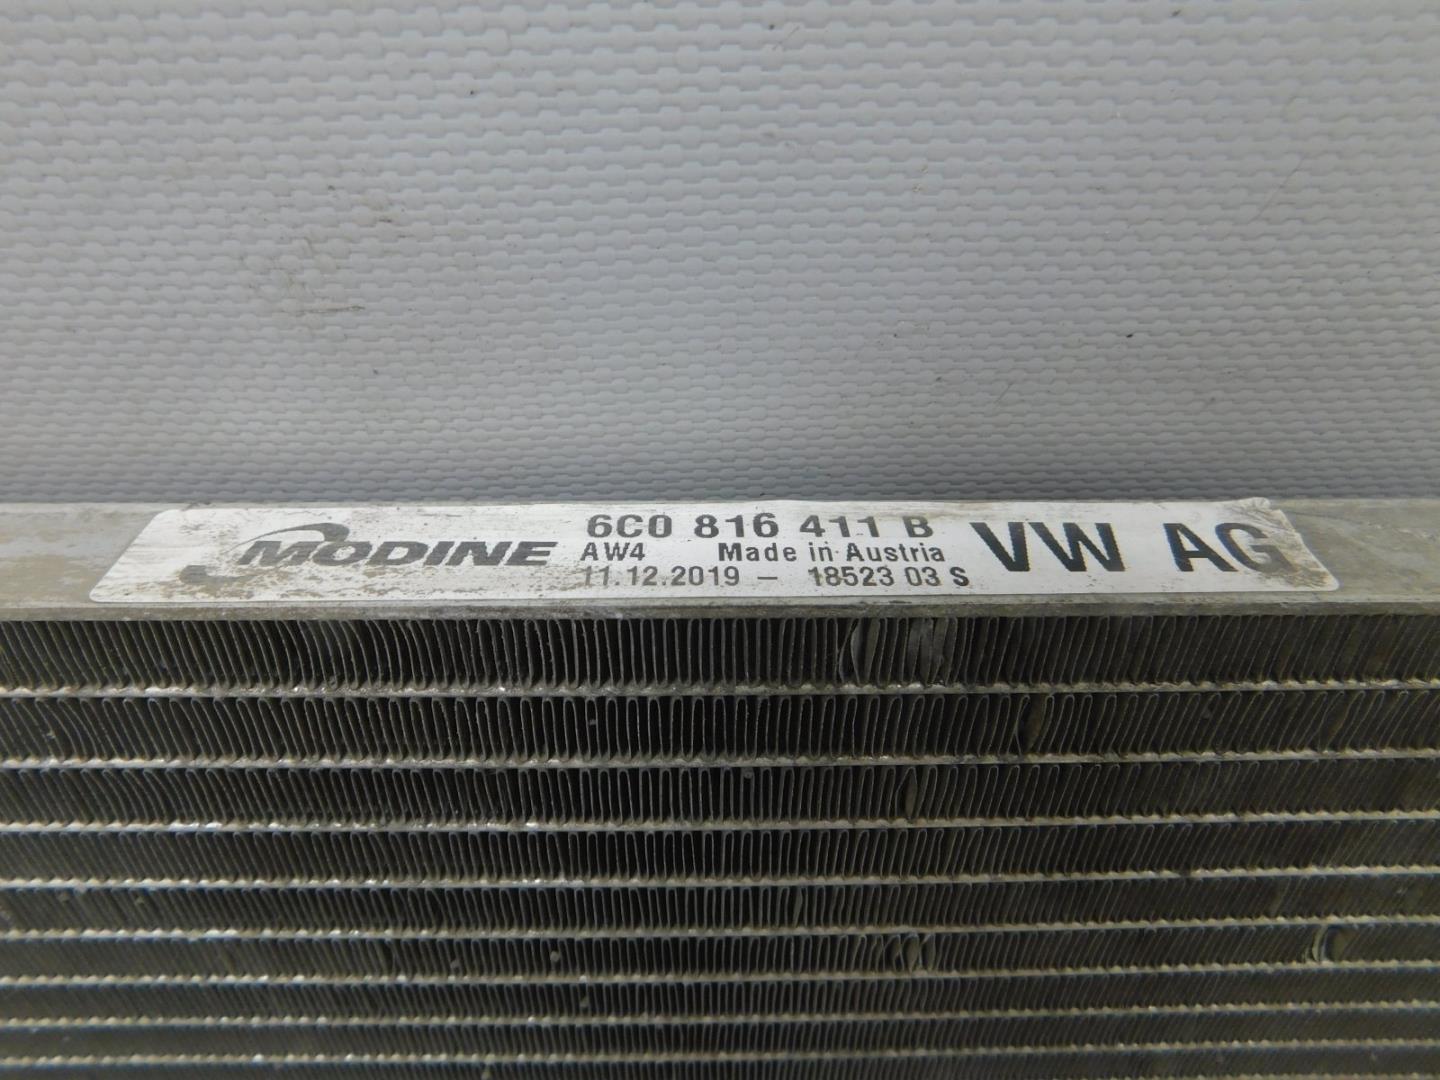 MODINE
6C0 816 411 B
AW4 Made in Austria
11.12.2019 – 18523 03 S
VW AG